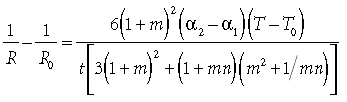 1/R − 1/R₀ = 6(1+m)²(α₂−α₁)(T−T₀) / t[3(1+m)²+(1+mn)(m²+1/mn)]